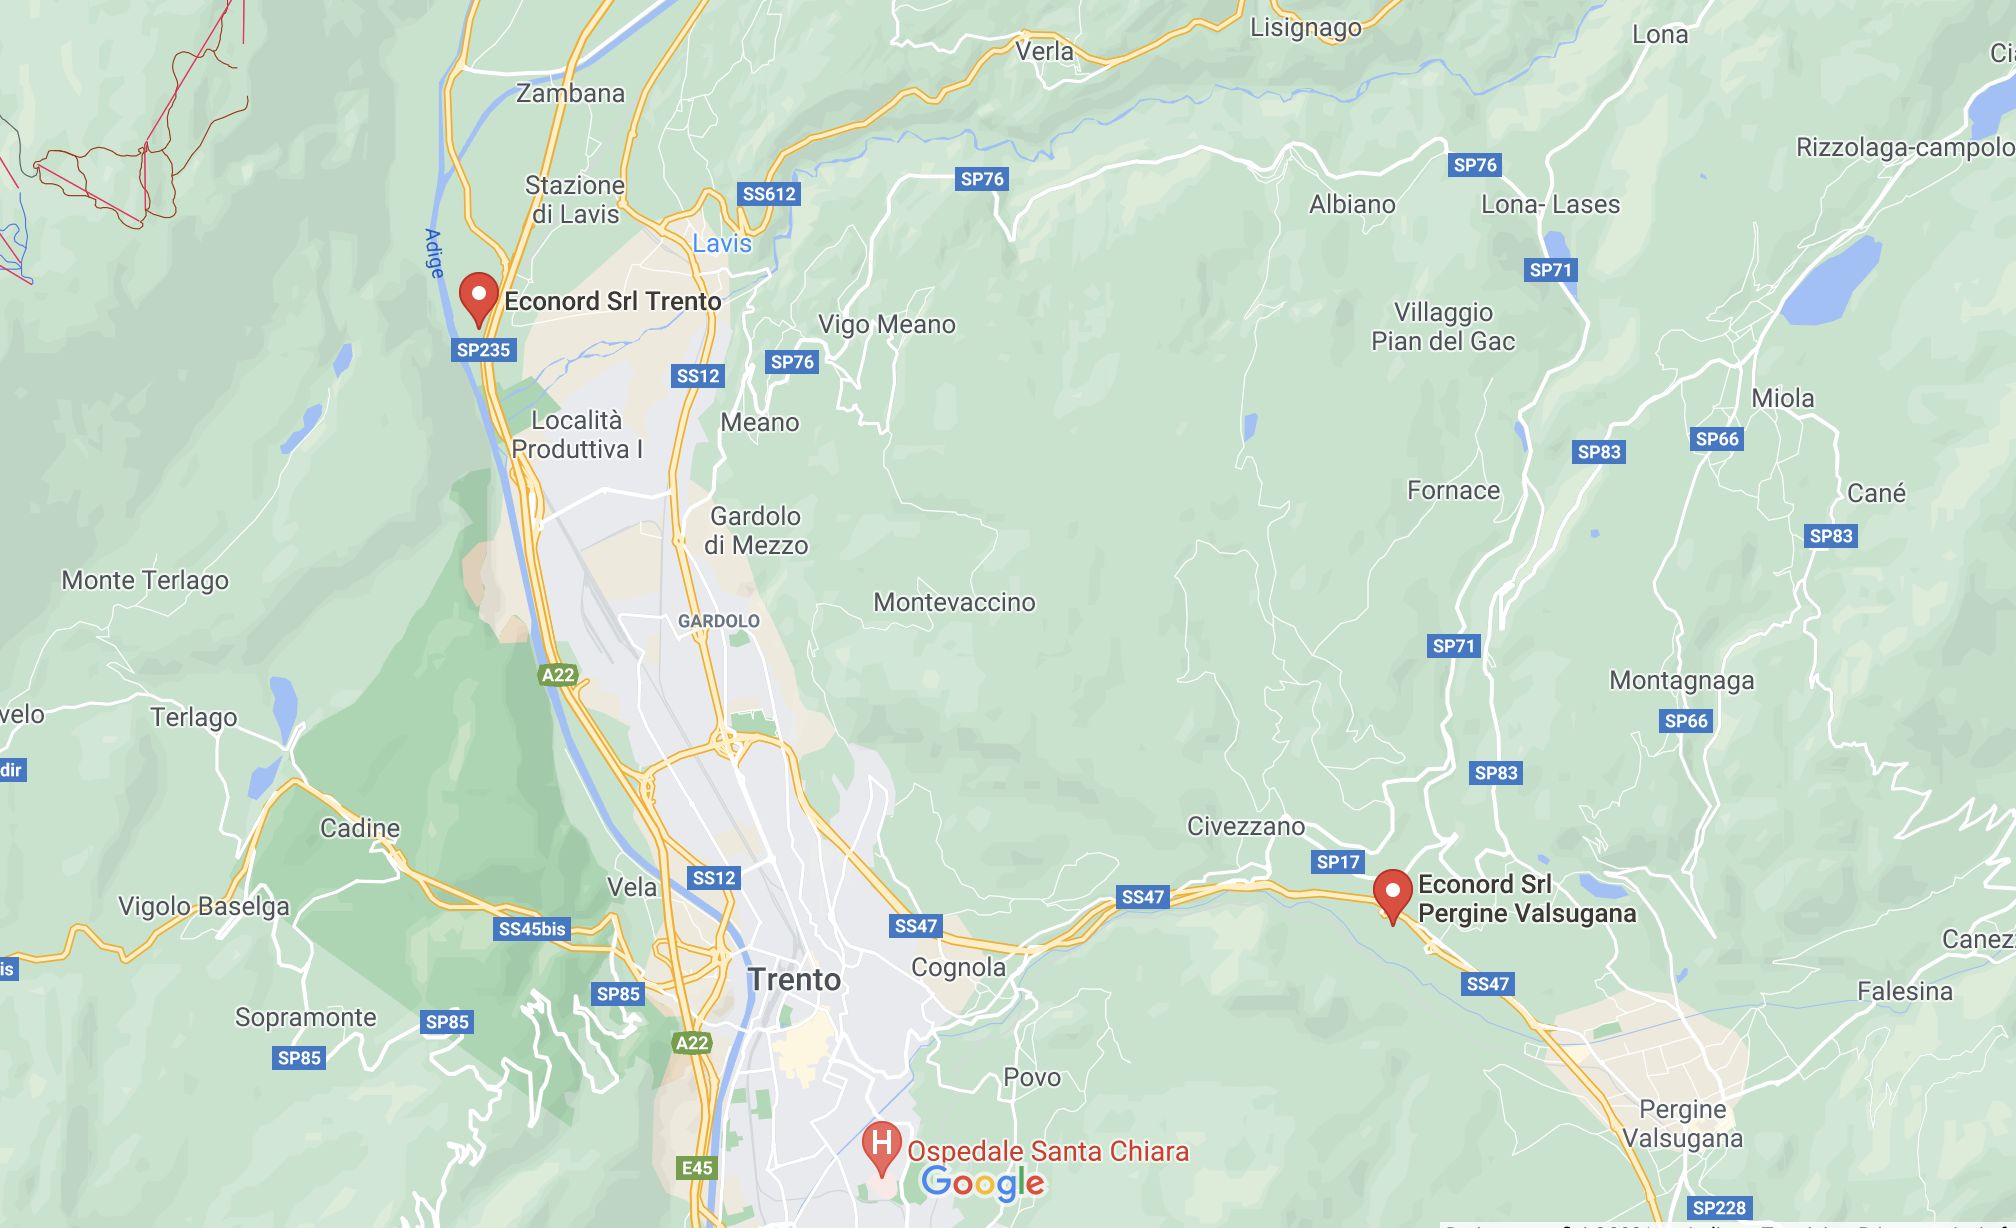 Lisignago
Lona
Verla
Zambana
Rizzolaga-campolo
SP76
SP76
Stazione
di Lavis
SS612
Albiano
Lona- Lases
Lavis
Adige
SP71
Econord Srl Trento
Villaggio
Pian del Gac
Vigo Meano
SP235
SP76
SS12
Miola
Località
Produttiva I
Meano
SP66
SP83
Fornace
Cané
Gardolo
di Mezzo
SP83
Monte Terlago
Montevaccino
GARDOLO
SP71
A22
Montagnaga
velo
Terlago
SP66
dir
SP83
Cadine
Civezzano
SP17
Vela
SS12
Econord Srl
Pergine Valsugana
SS47
Vigolo Baselga
SS45bis
SS47
Canez
is
Cognola
Trento
SS47
SP85
Falesina
Sopramonte
SP85
A22
SP85
Povo
Pergine
Valsugana
H
Ospedale Santa Chiara
E45
Google
SP228